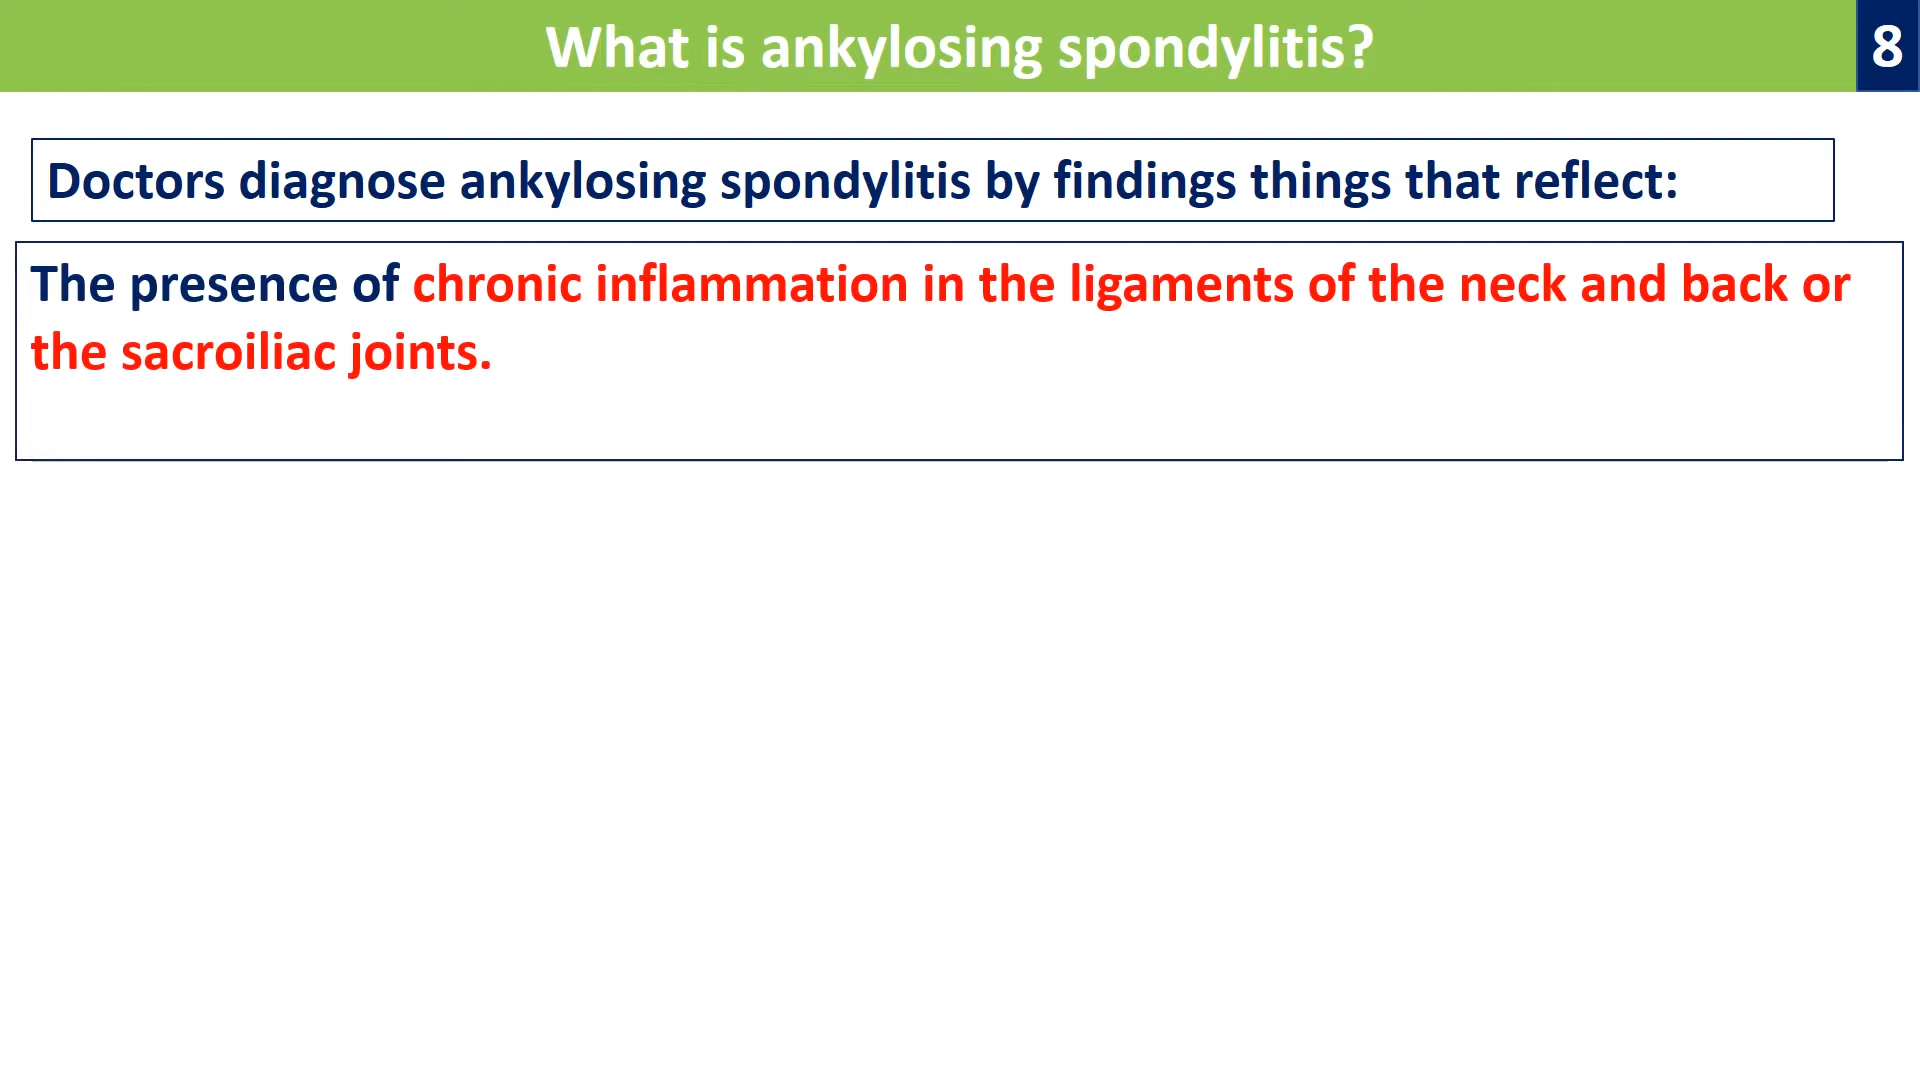 What is ankylosing spondylitis?
8
Doctors diagnose ankylosing spondylitis by findings things that reflect:
The presence of chronic inflammation in the ligaments of the neck and back or
the sacroiliac joints.